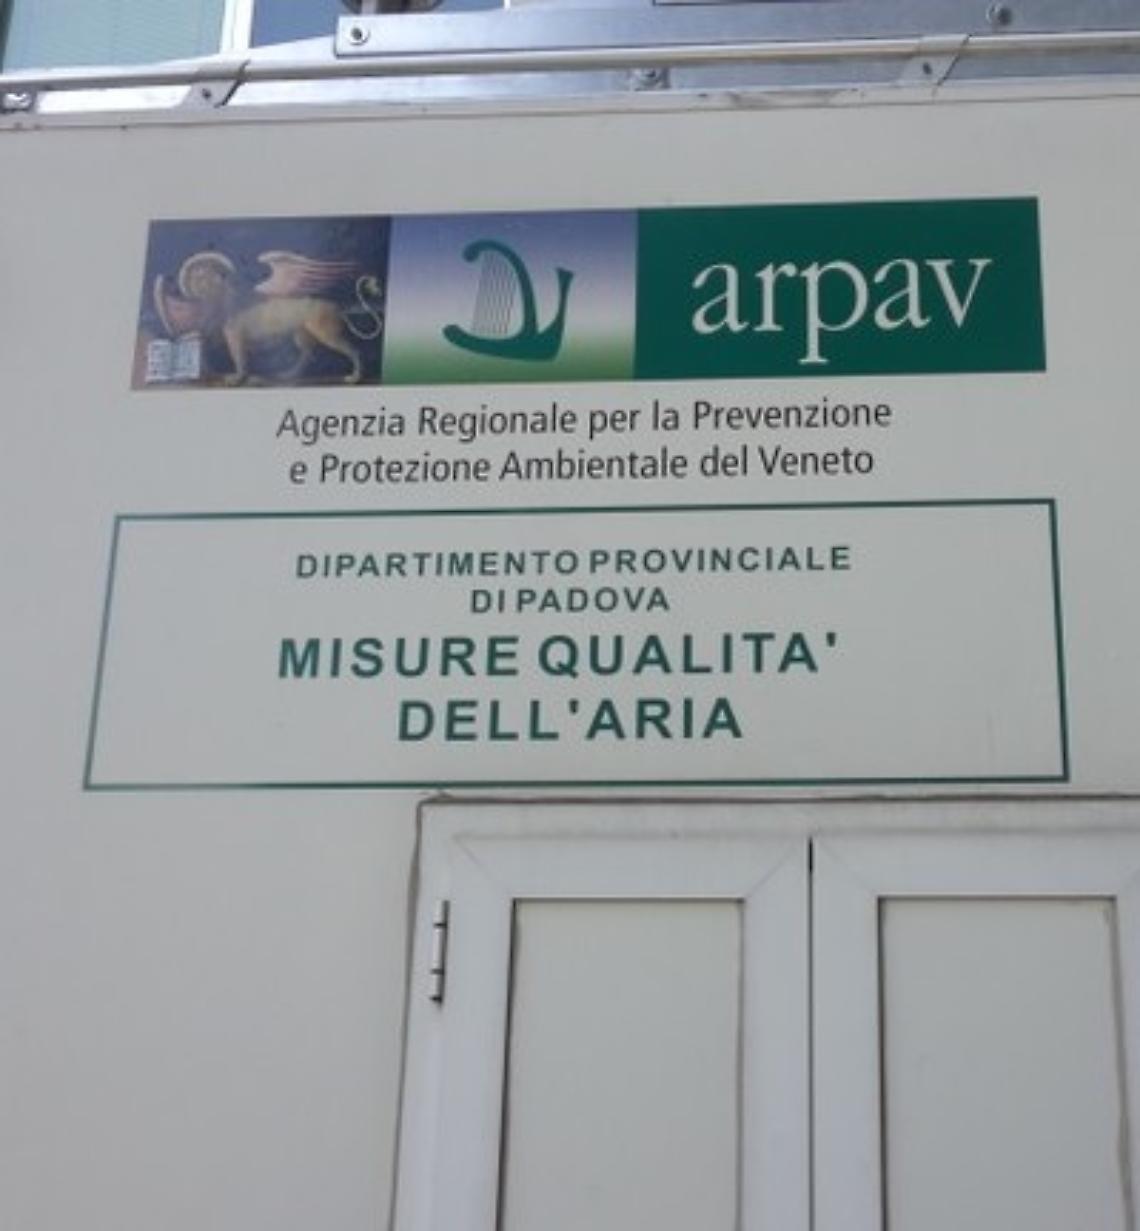 arpav
Agenzia Regionale per la Prevenzione
e Protezione Ambientale del Veneto
DIPARTIMENTO PROVINCIALE
DI PADOVA
MISURE QUALITA'
DELL'ARIA